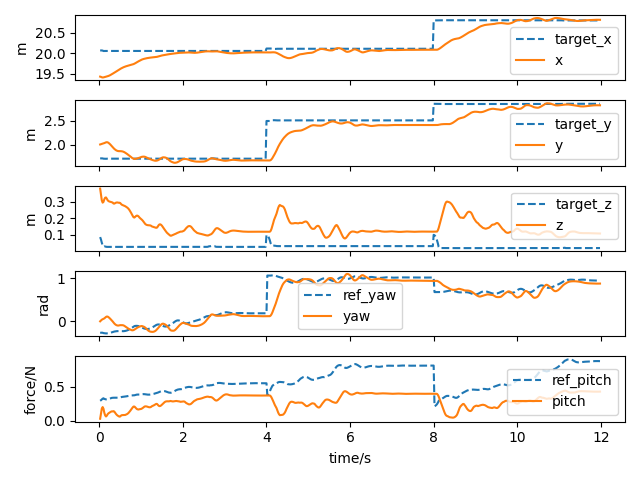 20.5
20.0
19.5
m
target_x
x
2.5
2.0
m
target_y
y
0.3
0.2
0.1
m
target_z
z
1
0
rad
ref_yaw
yaw
0.5
0.0
force/N
ref_pitch
pitch
0 2 4 6 8 10 12
time/s